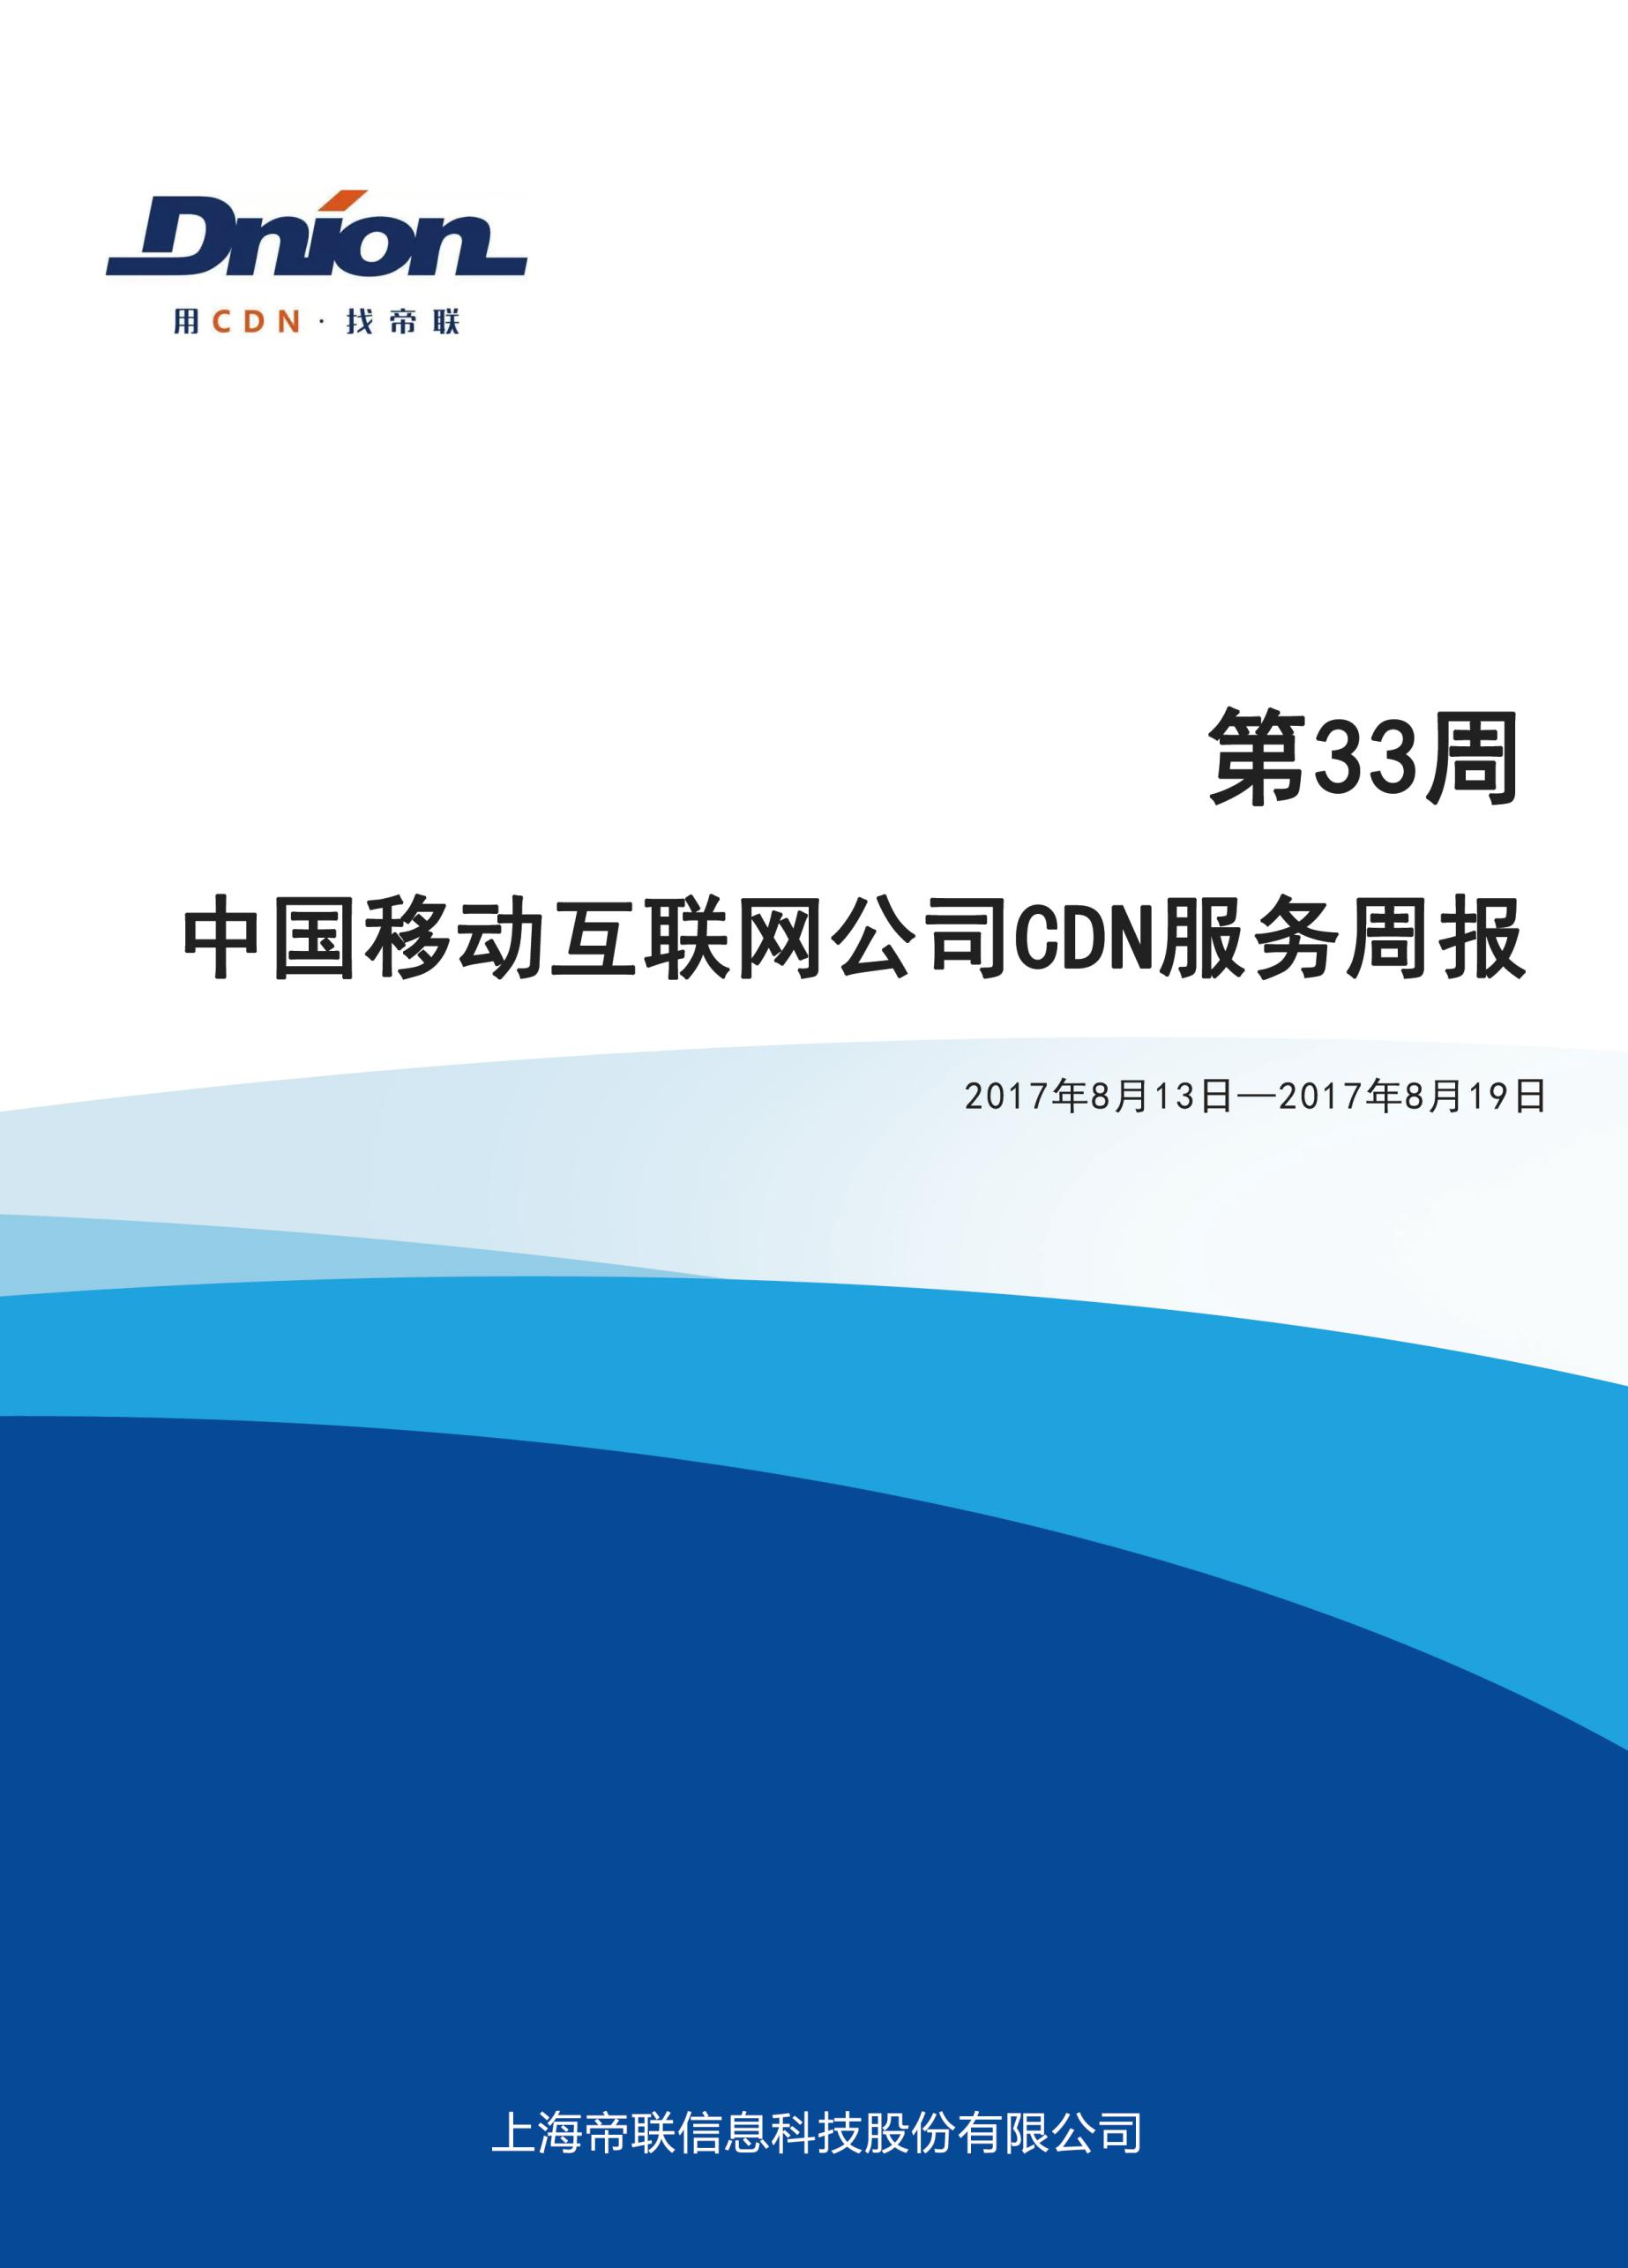 Dnion
用CDN·找帝联
第33周
中国移动互联网公司CDN服务周报
2017年8月13日—2017年8月19日
上海帝联信息科技股份有限公司